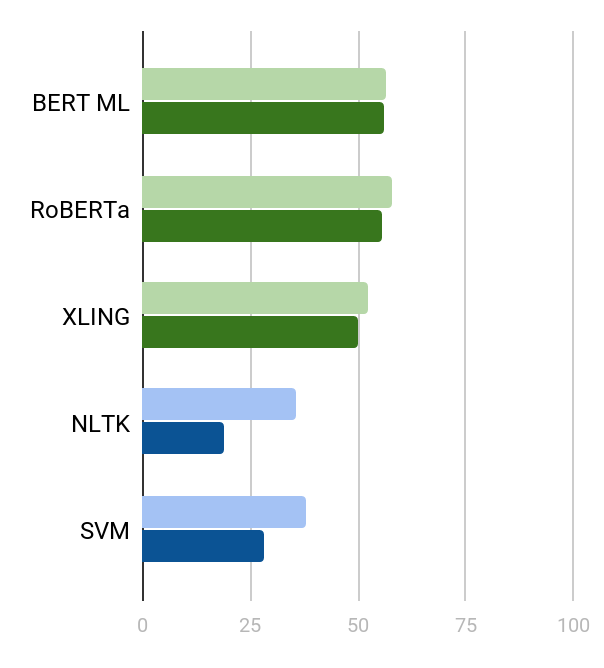 BERT ML
RoBERTa
XLING
NLTK
SVM
0 25 50 75 100